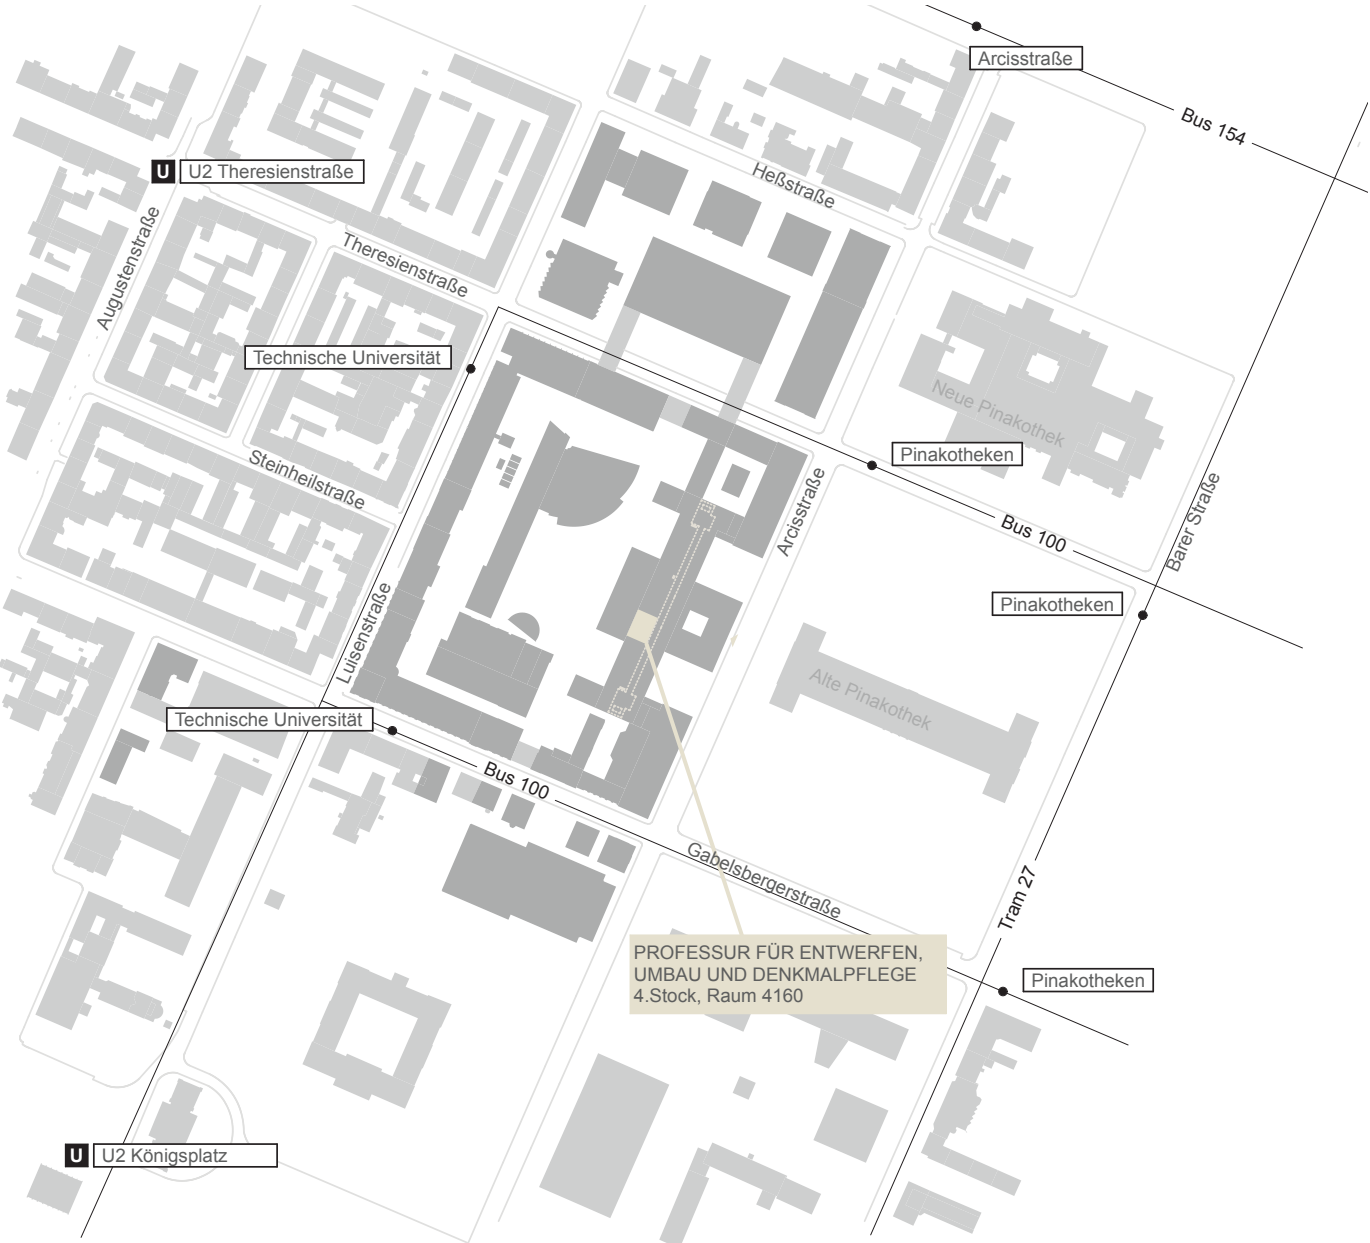 Arcisstraße
Bus 154
U U2 Theresienstraße
Heßstraße
Augustenstraße
Theresienstraße
Technische Universität
Neue Pinakothek
Pinakotheken
Steinheilstraße
Arcisstraße
Bus 100
Barer Straße
Pinakotheken
Luisenstraße
Alte Pinakothek
Technische Universität
Bus 100
Gabelsbergerstraße
Tram 27
PROFESSUR FÜR ENTWERFEN,
UMBAU UND DENKMALPFLEGE
4.Stock, Raum 4160
Pinakotheken
U U2 Königsplatz